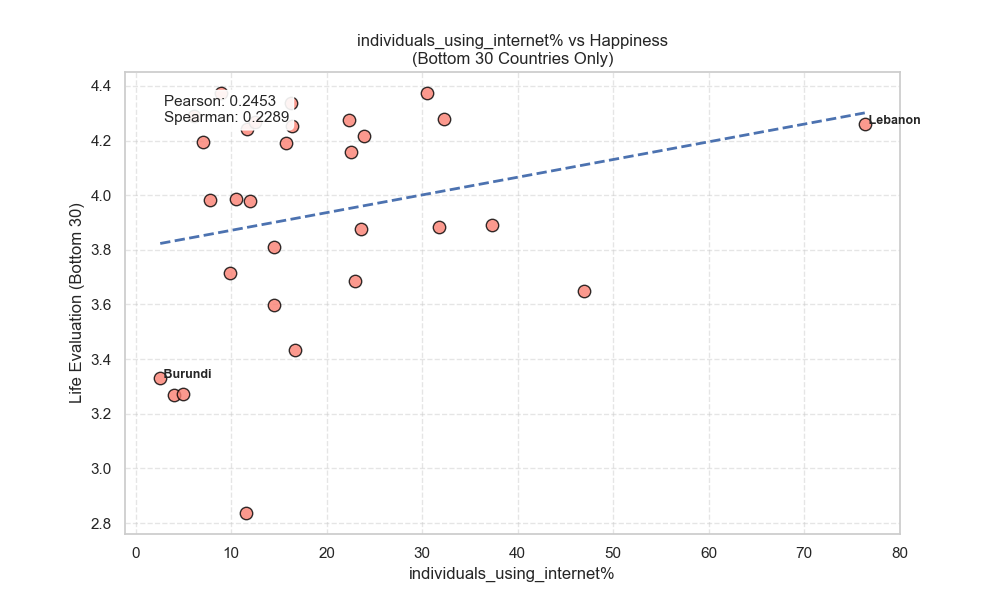 individuals_using_internet% vs Happiness
(Bottom 30 Countries Only)
Life Evaluation (Bottom 30)
4.4
4.2
4.0
3.8
3.6
3.4
3.2
3.0
2.8
Pearson: 0.2453
Spearman: 0.2289
Lebanon
Burundi
0
10
20
30
40
50
60
70
80
individuals_using_internet%